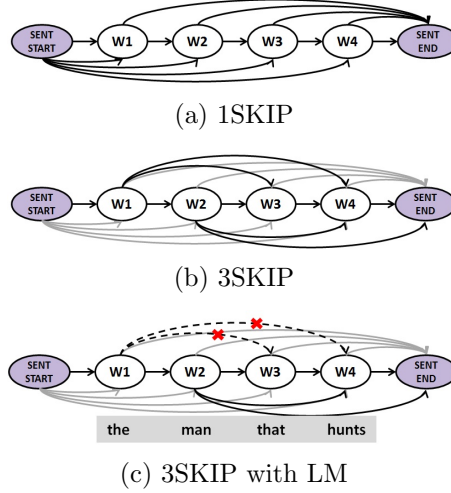 SENT START W1 W2 W3 W4 SENT END
(a) 1SKIP
SENT START W1 W2 W3 W4 SENT END
(b) 3SKIP
SENT START W1 W2 W3 W4 SENT END
the man that hunts
(c) 3SKIP with LM